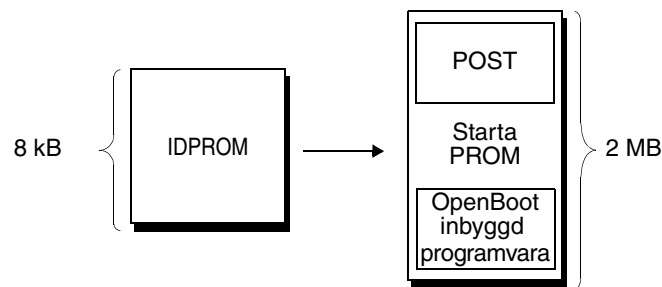 8 kB
IDPROM
POST
Starta
PROM
OpenBoot
inbyggd
programvara
2 MB